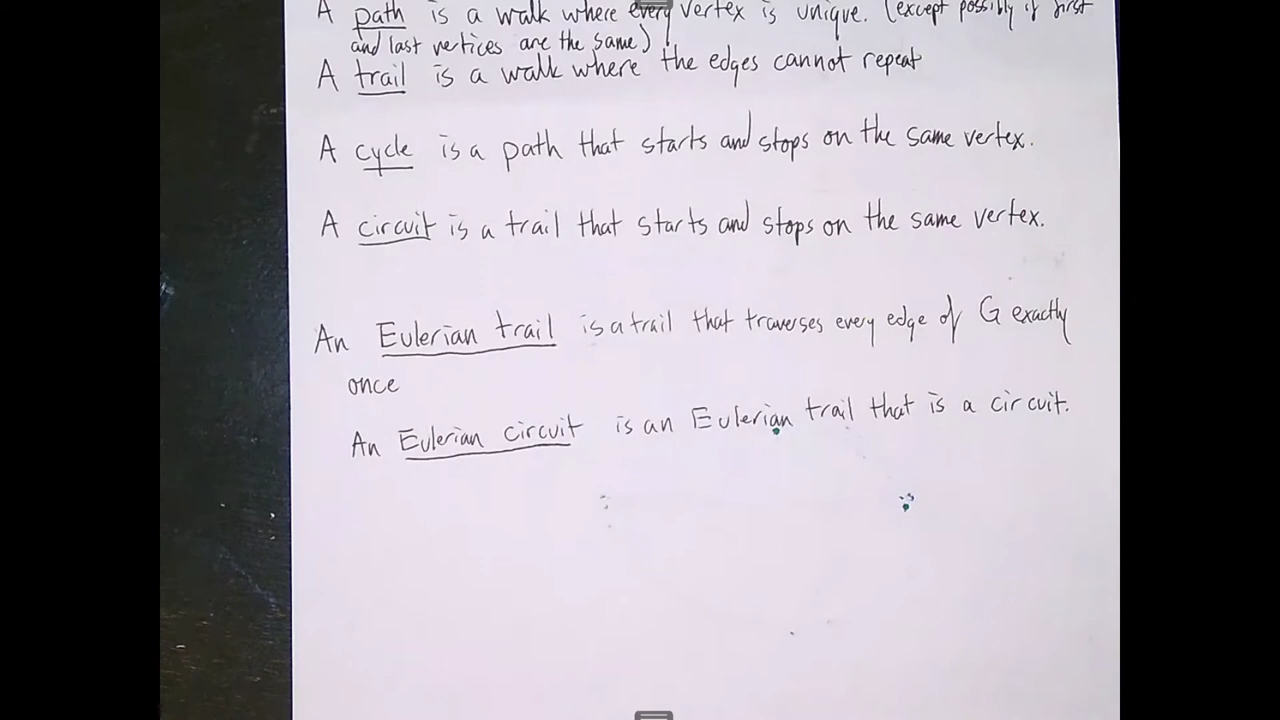 A path is a walk where every vertex is unique. (except possibly if first
and last vertices are the same)
A trail is a walk where the edges cannot repeat
A cycle is a path that starts and stops on the same vertex.
A circuit is a trail that starts and stops on the same vertex.
An Eulerian trail is a trail that traverses every edge of G exactly
once
An Eulerian circuit is an Eulerian trail that is a circuit.